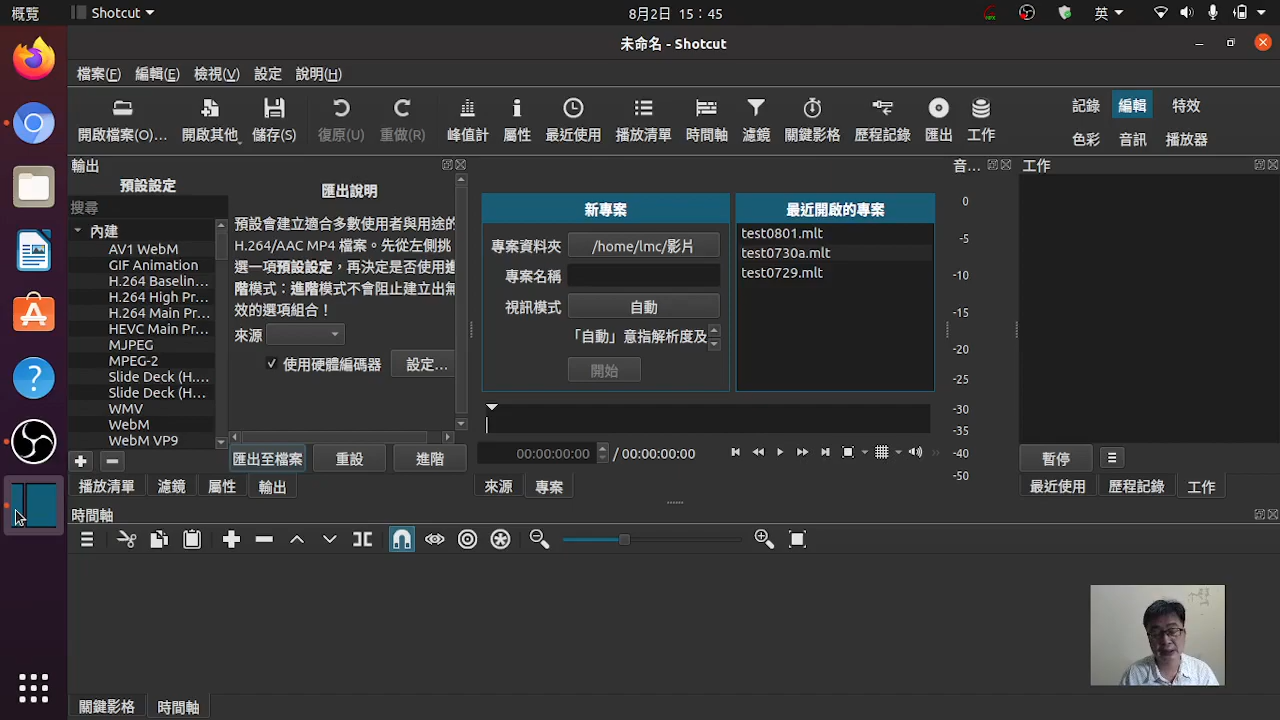 概覽
Shotcut
8月2日 15：45
英
未命名 - Shotcut
檔案(F) 編輯(E) 檢視(V) 設定 說明(H)
開啟檔案(O)... 開啟其他. 儲存(S) 復原(U) 重做(R) 峰值計 屬性 最近使用 播放清單 時間軸 濾鏡 關鍵影格 歷程記錄 匯出 工作
記錄 編輯 特效
色彩 音訊 播放器
輸出
預設設定
搜尋
內建
AV1 WebM
GIF Animation
H.264 Baselin...
H.264 High Pr...
H.264 Main Pr...
HEVC Main Pr...
MJPEG
MPEG-2
Slide Deck (H...
Slide Deck (H...
WMV
WebM
WebM VP9
匯出說明
預設會建立適合多數使用者與用途的
H.264/AAC MP4 檔案。先從左側挑
選一項預設設定，再決定是否使用進
階模式：進階模式不會阻止建立出無
效的選項組合！
來源
使用硬體編碼器 設定...
匯出至檔案 重設 進階
播放清單 濾鏡 屬性 輸出
新專案
專案資料夾 /home/lmc/影片
專案名稱
視訊模式 自動
「自動」意指解析度及
開始
最近開啟的專案
test0801.mlt
test0730a.mlt
test0729.mlt
00:00:00:00 / 00:00:00:00
來源 專案
音...
0
-5
-10
-15
-20
-25
-30
-35
-40
-50
工作
暫停
最近使用 歷程記錄 工作
時間軸
關鍵影格 時間軸